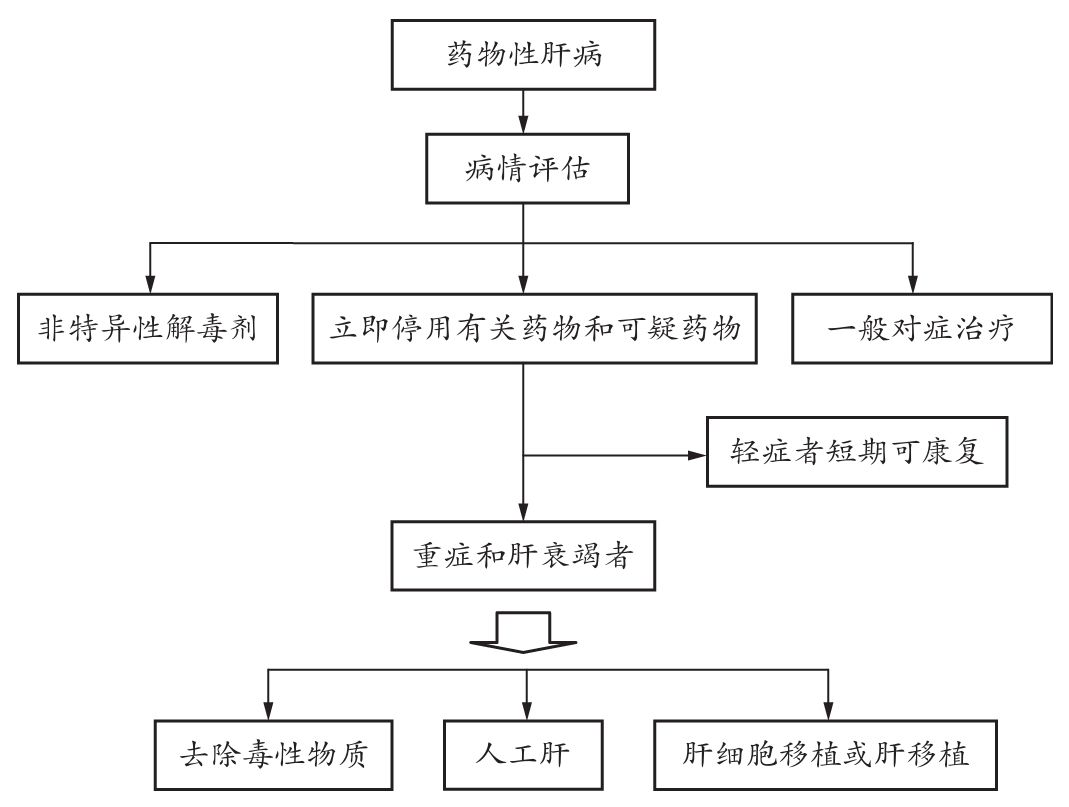 药物性肝病
病情评估
非特异性解毒剂
立即停用有关药物和可疑药物
一般对症治疗
轻症者短期可康复
重症和肝衰竭者
去除毒性物质
人工肝
肝细胞移植或肝移植